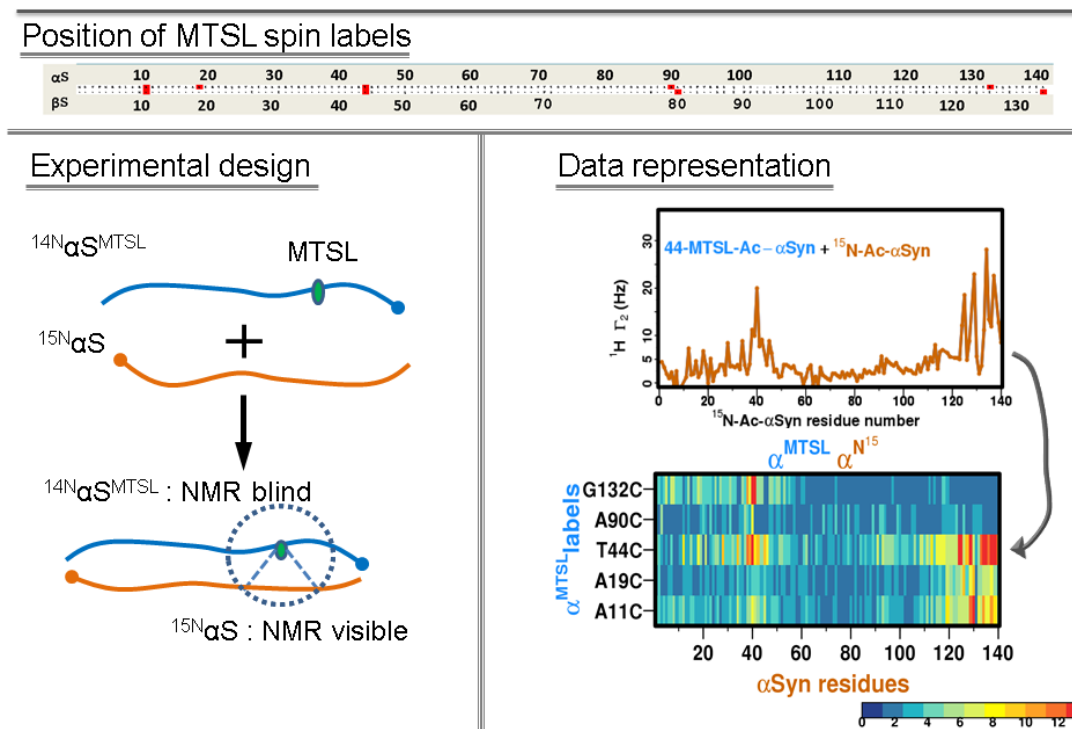 Position of MTSL spin labels
αS 10 20 30 40 50 60 70 80 90 100 110 120 130 140
βS 10 20 30 40 50 60 70 80 90 100 110 120 130
Experimental design
14NαSMTSL
MTSL
+
15NαS
14NαSMTSL : NMR blind
15NαS : NMR visible
Data representation
44-MTSL-Ac-αSyn + 15N-Ac-αSyn
1H Γ2 (Hz)
30
20
10
5
0
0 20 40 60 80 100 120 140
15N-Ac-αSyn residue number
αMTSL αN15
αMTSL labels
G132C
A90C
T44C
A19C
A11C
20 40 60 80 100 120 140
αSyn residues
0 2 4 6 8 10 12